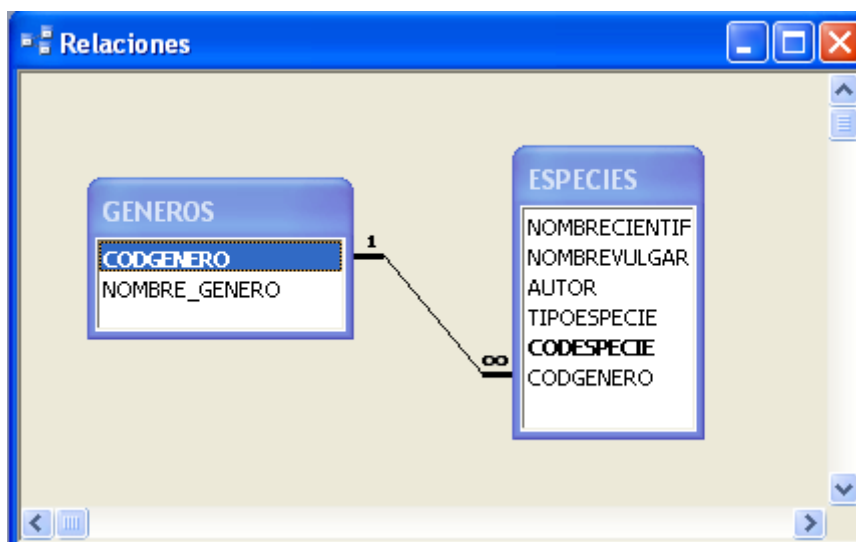 Relaciones
GENEROS
CODGENERO
NOMBRE_GENERO
1
∞
ESPECIES
NOMBRECIENTIF
NOMBREVULGAR
AUTOR
TIPOESPECIE
CODESPECIE
CODGENERO